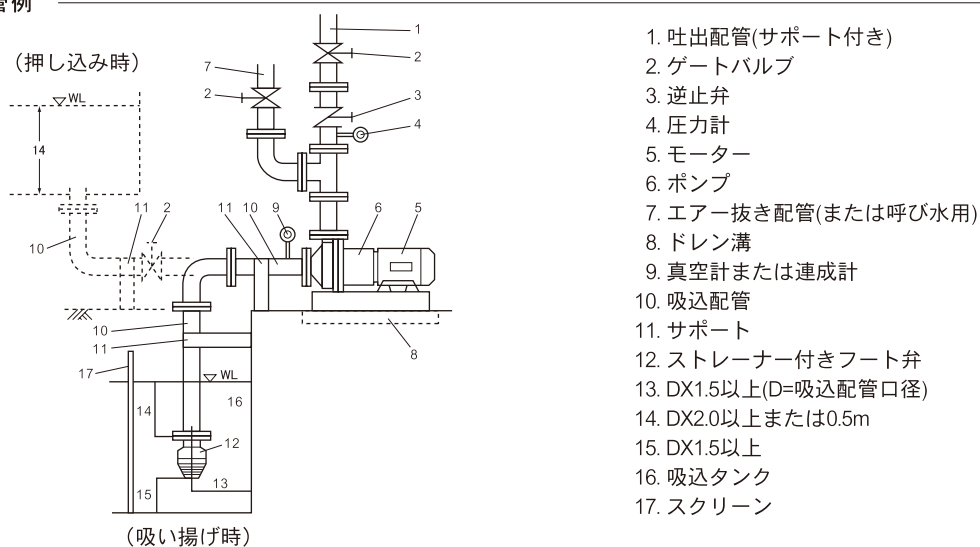 管例
(押し込み時)
WL
14
10
11
2
7
2
1
2
3
4
11
10
9
6
5
8
10
11
17
WL
14
16
12
13
15
(吸い揚げ時)
1. 吐出配管(サポート付き)
2. ゲートバルブ
3. 逆止弁
4. 圧力計
5. モーター
6. ポンプ
7. エアー抜き配管(または呼び水用)
8. ドレン溝
9. 真空計または連成計
10. 吸込配管
11. サポート
12. ストレーナー付きフート弁
13. DX1.5以上(D=吸込配管口径)
14. DX2.0以上または0.5m
15. DX1.5以上
16. 吸込タンク
17. スクリーン